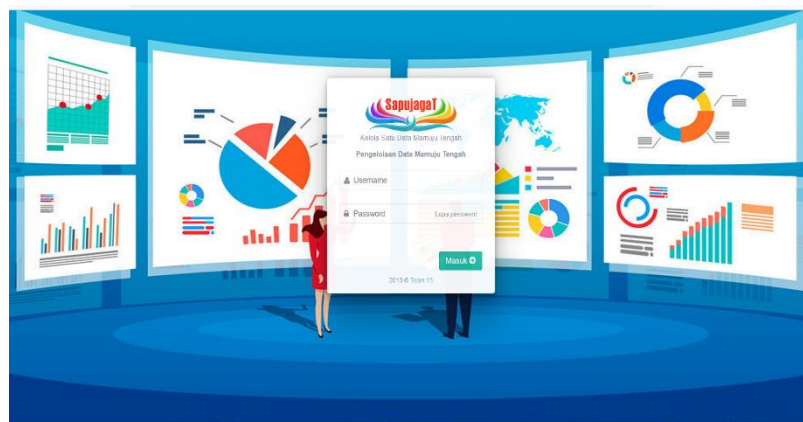 SapujagaT
Kelola Satu Data Mamuju Tengah
Pengelolaan Data Mamuju Tengah
Username
Password
Lupa password
Masuk